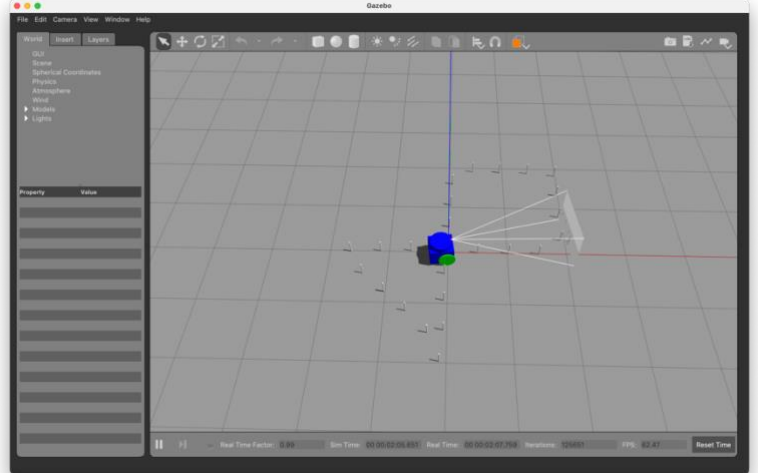 Gazebo
File Edit Camera View Window Help
World Insert Layers
GUI
Scene
Spherical Coordinates
Physics
Atmosphere
Wind
Models
Lights
Property Value
Real Time Factor: 0.99 Sim Time: 00 00:02:05.651 Real Time: 00 00:02:07.758 Iterations: FPS: 62.47 Reset Time